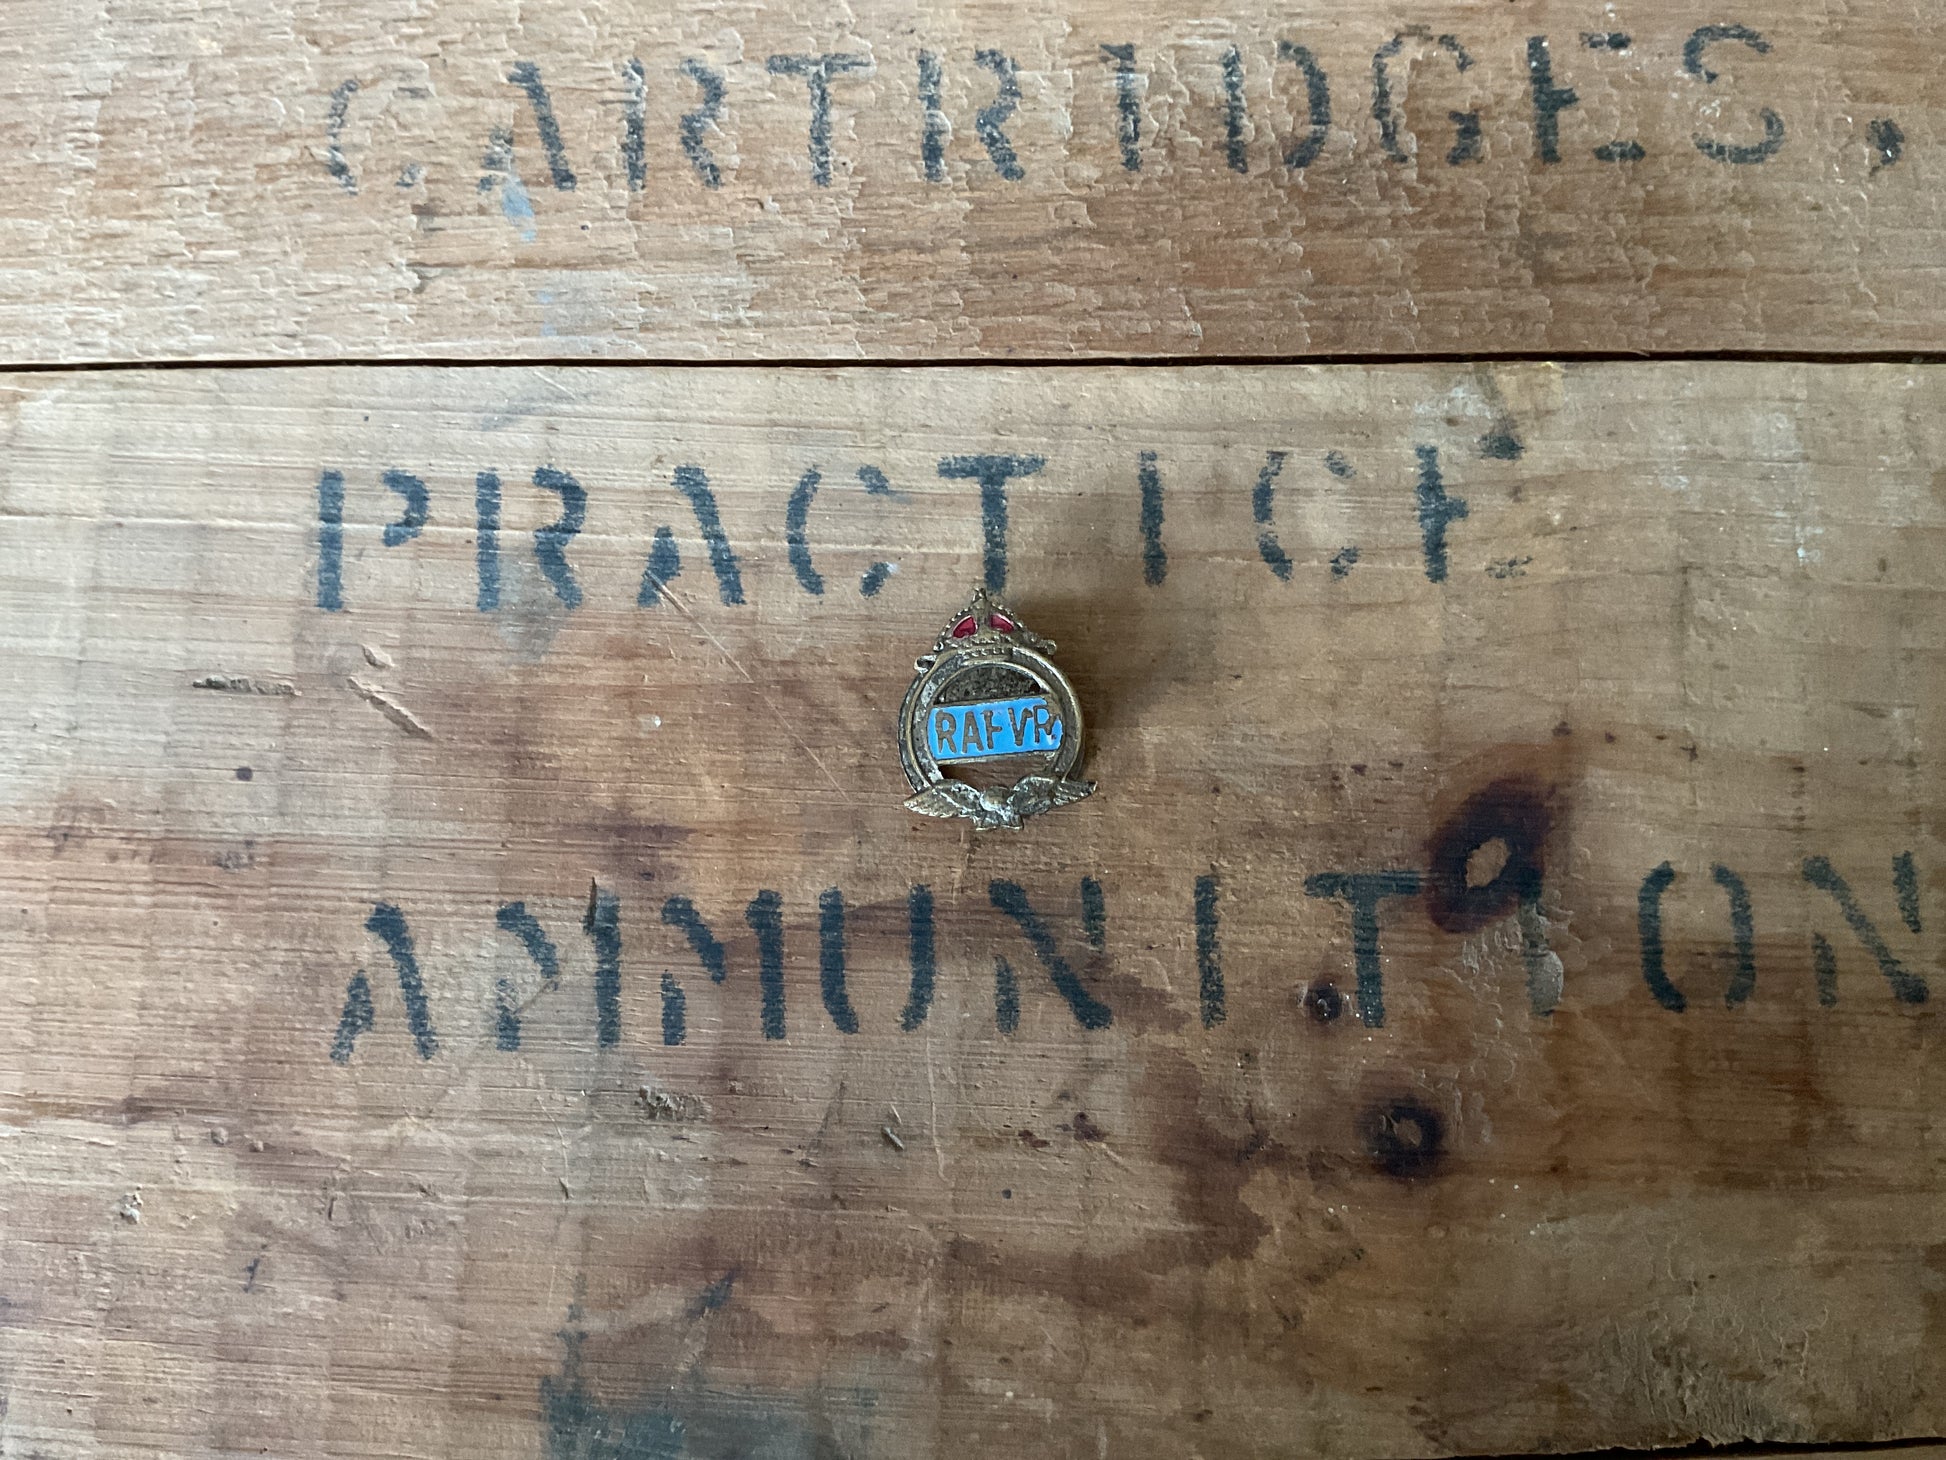 CARTRIDGES,
PRACTICE
RAFVR
AMMUNITION